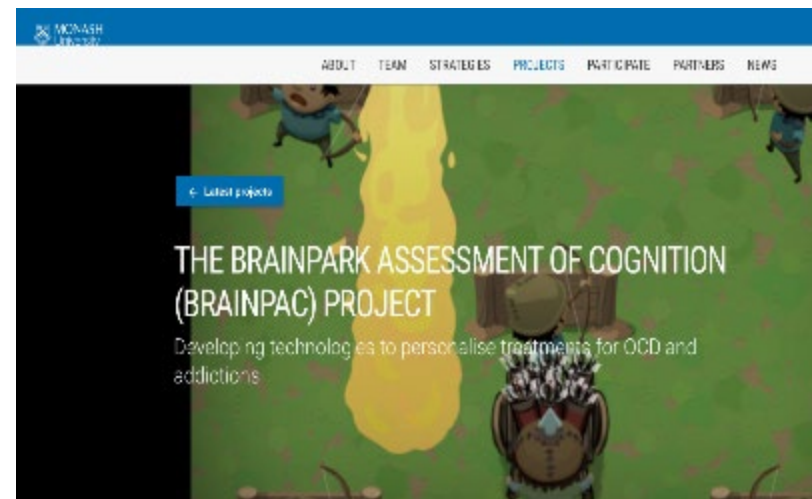 MONASH
University
ABOUT TEAM STRATEGIES PROJECTS PARTICIPATE PARTNERS NEWS
← Latest projects
THE BRAINPARK ASSESSMENT OF COGNITION
(BRAINPAC) PROJECT
Developing technologies to personalise treatments for OCD and
addictions